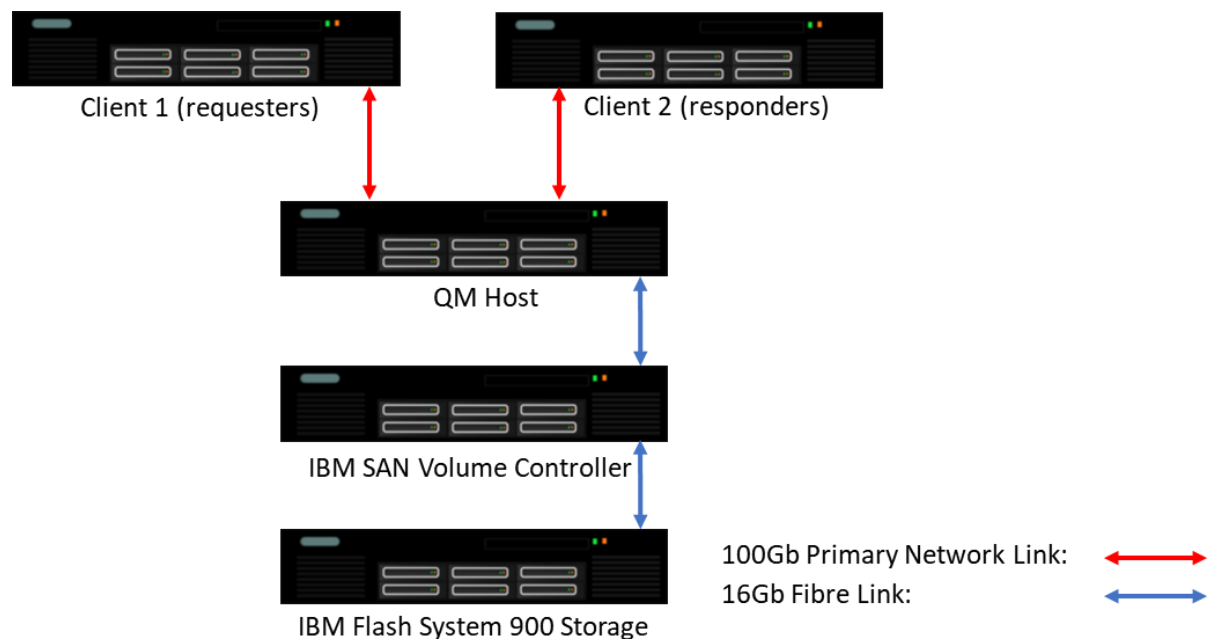 Client 1 (requesters)
Client 2 (responders)
QM Host
IBM SAN Volume Controller
IBM Flash System 900 Storage
100Gb Primary Network Link:
16Gb Fibre Link: